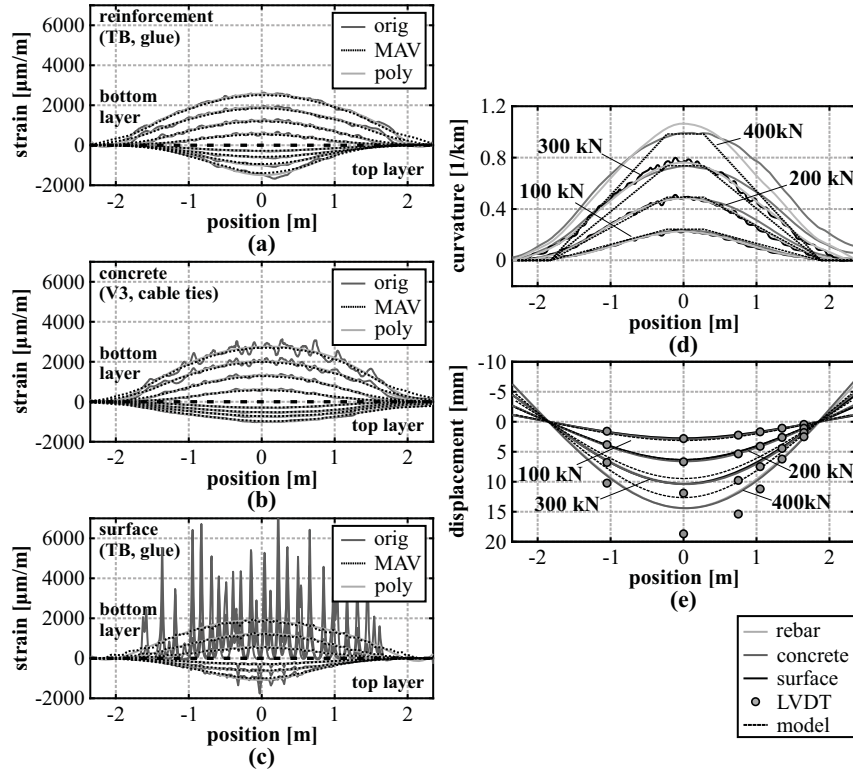 reinforcement
(TB, glue)
orig
MAV
poly
6000
4000
2000
0
-2000
strain [μm/m]
bottom
layer
top layer
-2
-1
0
1
2
position [m]
(a)
concrete
(V3, cable ties)
orig
MAV
poly
6000
4000
2000
0
-2000
strain [μm/m]
bottom
layer
top layer
-2
-1
0
1
2
position [m]
(b)
surface
(TB, glue)
orig
MAV
poly
6000
4000
2000
0
-2000
strain [μm/m]
bottom
layer
top layer
-2
-1
0
1
2
position [m]
(c)
1.2
0.8
0.4
0
curvature [1/km]
400kN
300 kN
200 kN
100 kN
-2
-1
0
1
2
position [m]
(d)
-10
-5
0
5
10
15
20
displacement [mm]
100 kN
200 kN
300 kN
400kN
-2
-1
0
1
2
position [m]
(e)
rebar
concrete
surface
LVDT
model